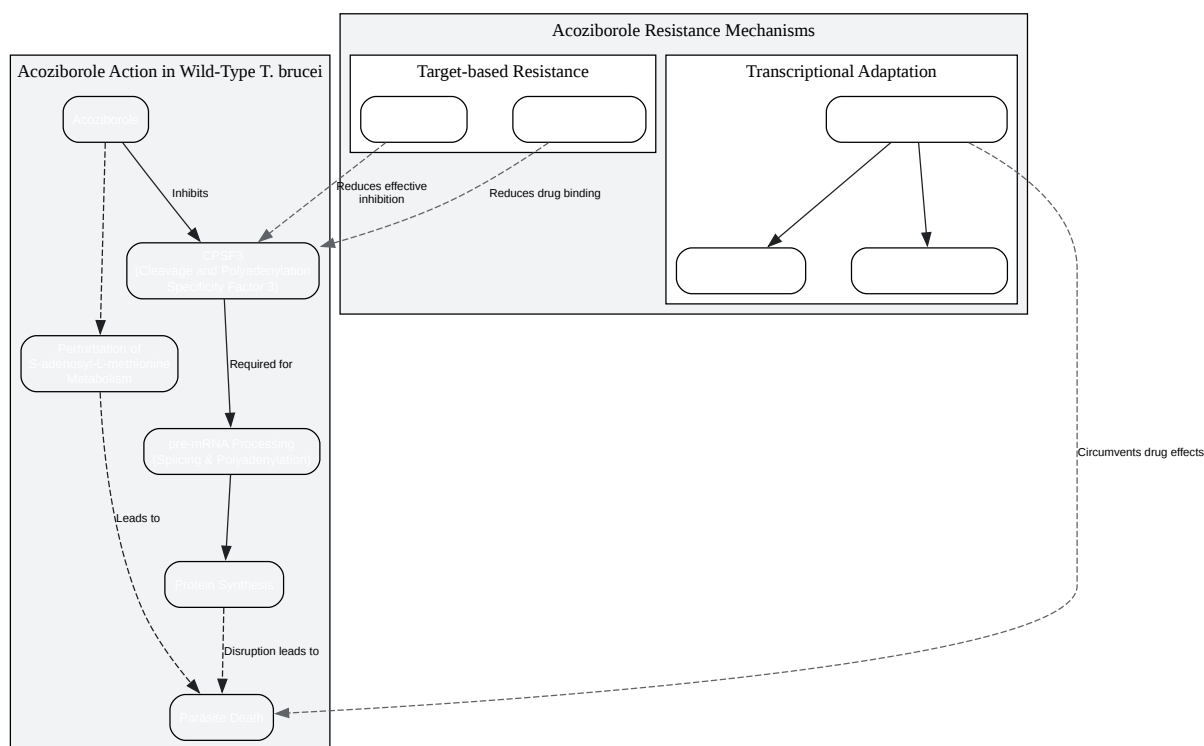 Acoziborole Resistance Mechanisms
Acoziborole Action in Wild-Type T. brucei
Target-based Resistance
Transcriptional Adaptation
Acoziborole
Inhibits
Reduces effective
inhibition
Reduces drug binding
CPSF3
(Cleavage and Polyadenylation
Specificity Factor 3)
Perturbation of
S-adenosyl-L-methionine
Metabolism
Required for
pre-mRNA Processing
(Splicing & Polyadenylation)
Circumvents drug effects
Leads to
Protein Synthesis
Disruption leads to
Parasite Death